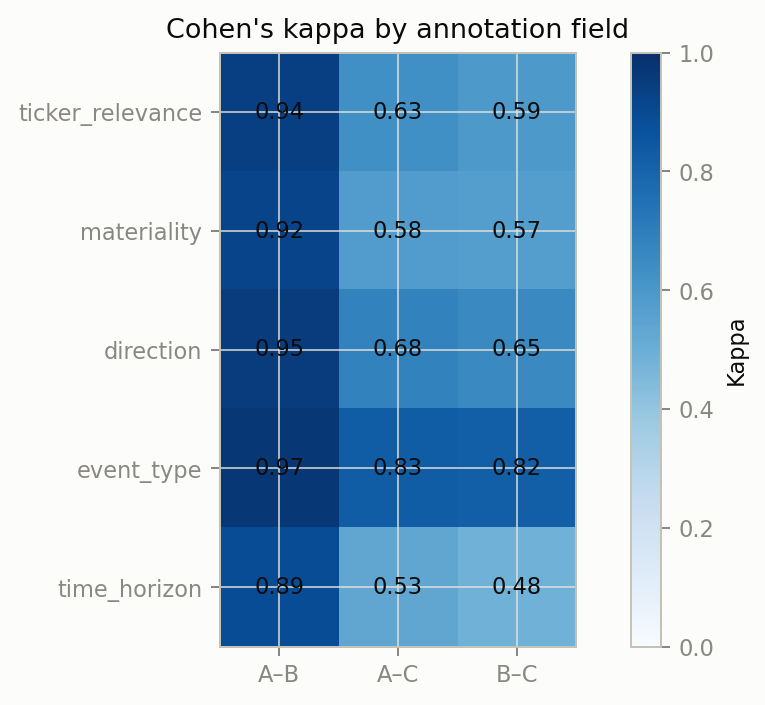 Cohen's kappa by annotation field
ticker_relevance 0.94 0.63 0.59
materiality 0.92 0.58 0.57
direction 0.95 0.68 0.65
event_type 0.97 0.83 0.82
time_horizon 0.89 0.53 0.48
A–B A–C B–C
1.0
0.8
0.6
0.4
0.2
0.0
Kappa